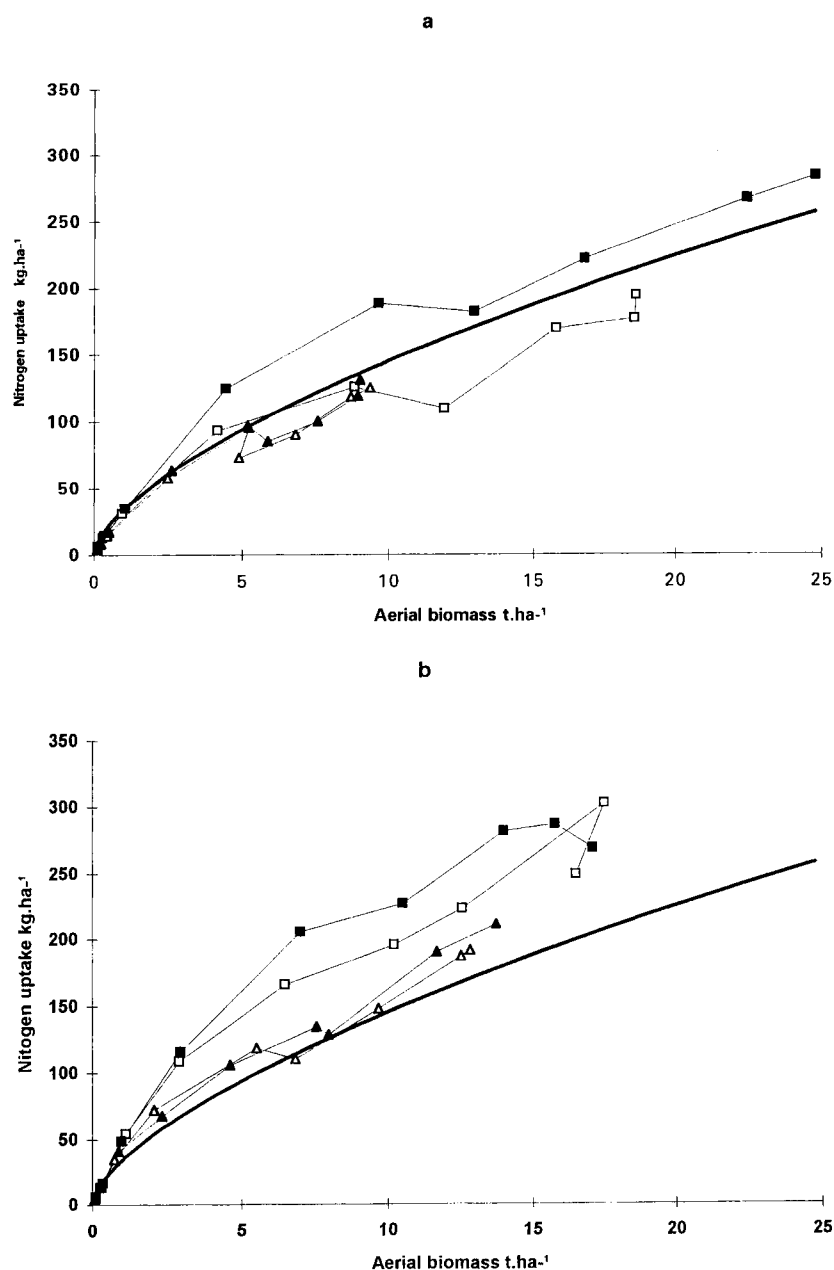 a
350
300
250
200
150
100
50
0
Nitrogen uptake kg.ha-¹
0 5 10 15 20 25
Aerial biomass t.ha-¹
b
350
300
250
200
150
100
50
0
Nitogen uptake kg.ha-¹
0 5 10 15 20 25
Aerial biomass t.ha-¹